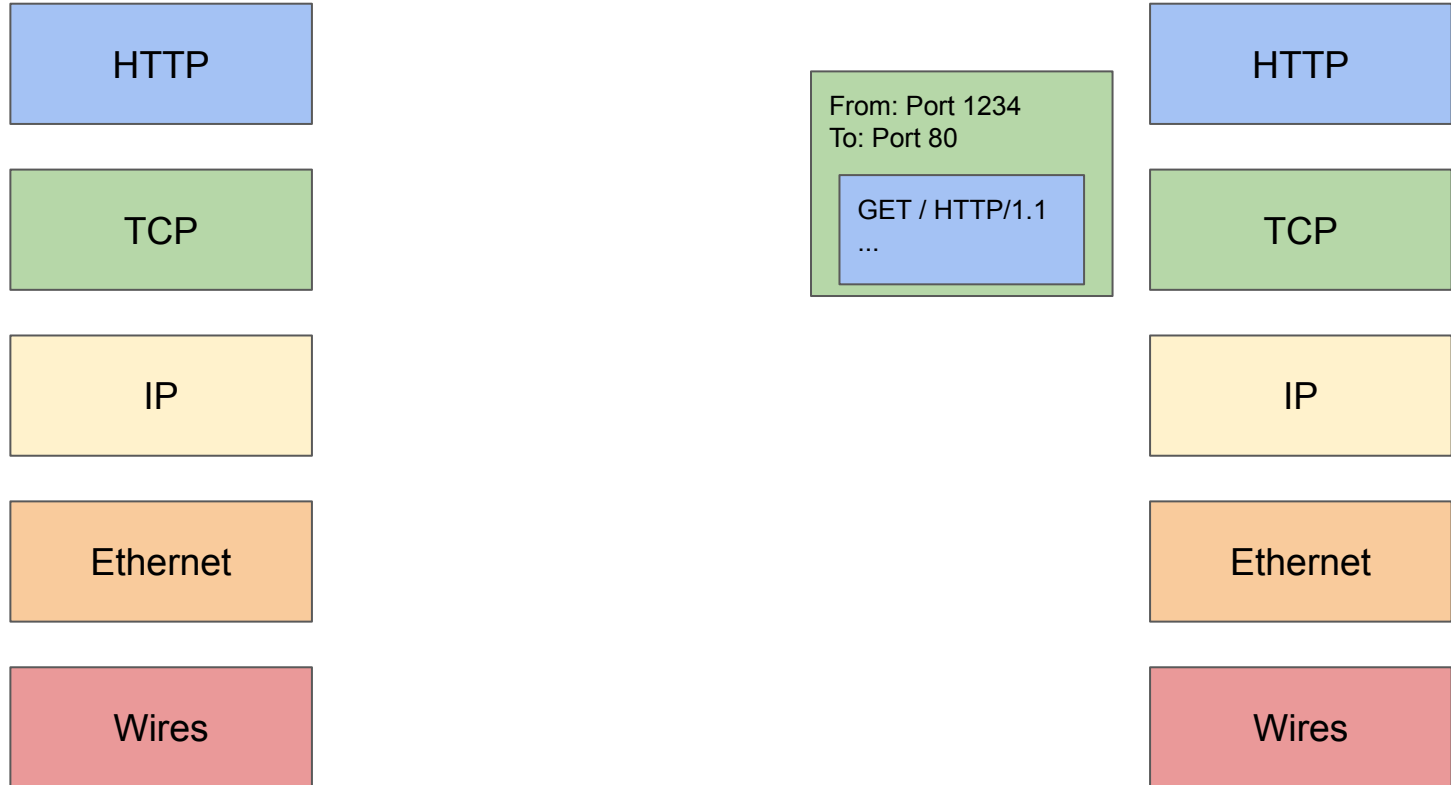 HTTP
TCP
IP
Ethernet
Wires
From: Port 1234
To: Port 80
GET / HTTP/1.1
...
HTTP
TCP
IP
Ethernet
Wires